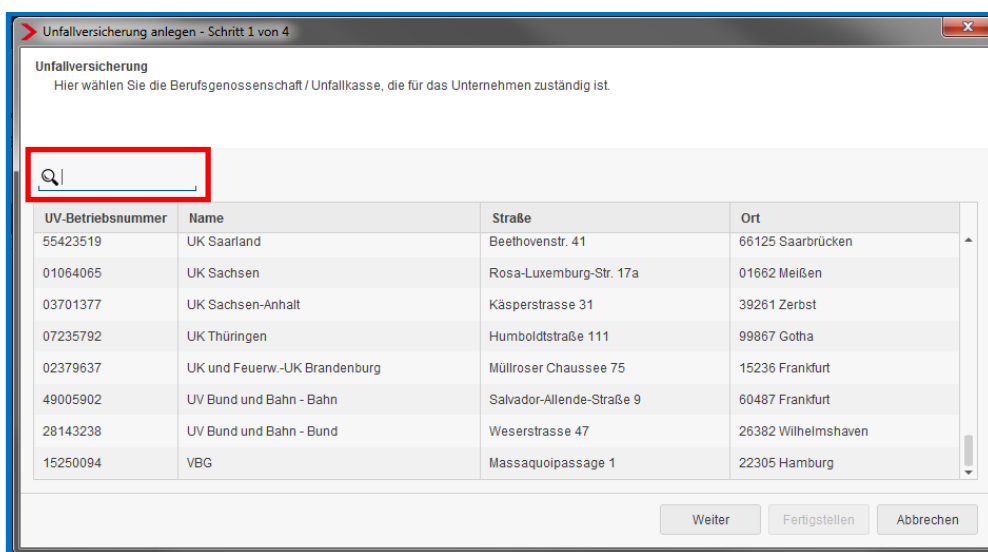 Unfallversicherung anlegen - Schritt 1 von 4
Unfallversicherung
Hier wählen Sie die Berufsgenossenschaft / Unfallkasse, die für das Unternehmen zuständig ist.
UV-Betriebsnummer Name Straße Ort
55423519 UK Saarland Beethovenstr. 41 66125 Saarbrücken
01064065 UK Sachsen Rosa-Luxemburg-Str. 17a 01662 Meißen
03701377 UK Sachsen-Anhalt Käsperstrasse 31 39261 Zerbst
07235792 UK Thüringen Humboldtstraße 111 99867 Gotha
02379637 UK und Feuerw.-UK Brandenburg Müllroser Chaussee 75 15236 Frankfurt
49005902 UV Bund und Bahn - Bahn Salvador-Allende-Straße 9 60487 Frankfurt
28143238 UV Bund und Bahn - Bund Weserstrasse 47 26382 Wilhelmshaven
15250094 VBG Massaquoipassage 1 22305 Hamburg
Weiter Fertigstellen Abbrechen